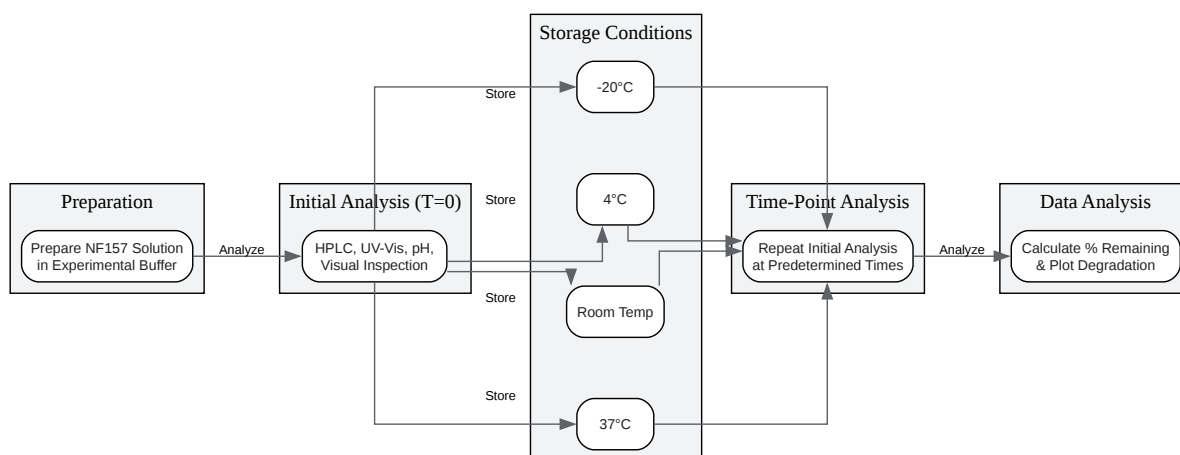 Preparation
Prepare NF157 Solution
in Experimental Buffer
Analyze
Initial Analysis (T=0)
HPLC, UV-Vis, pH,
Visual Inspection
Store
Store
Store
Store
Storage Conditions
-20°C
4°C
Room Temp
37°C
Time-Point Analysis
Repeat Initial Analysis
at Predetermined Times
Analyze
Data Analysis
Calculate % Remaining
& Plot Degradation